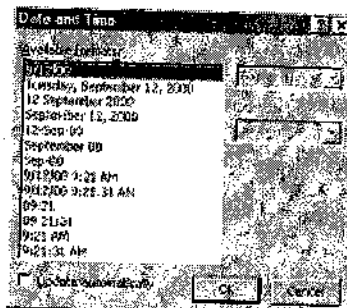 Date and Time
Available formats:
9/12/00
Tuesday, September 12, 2000
12 September 2000
September 12, 2000
12-Sep-00
September 00
Sep-00
9/12/00 9:21 AM
9/12/00 9:21:31 AM
09:21
09:21:31
9:21 AM
9:21:31 AM
Update automatically
OK
Cancel